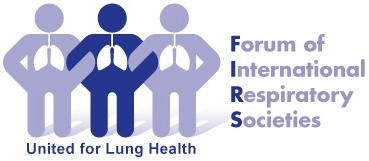 Forum of
International
Respiratory
Societies
United for Lung Health